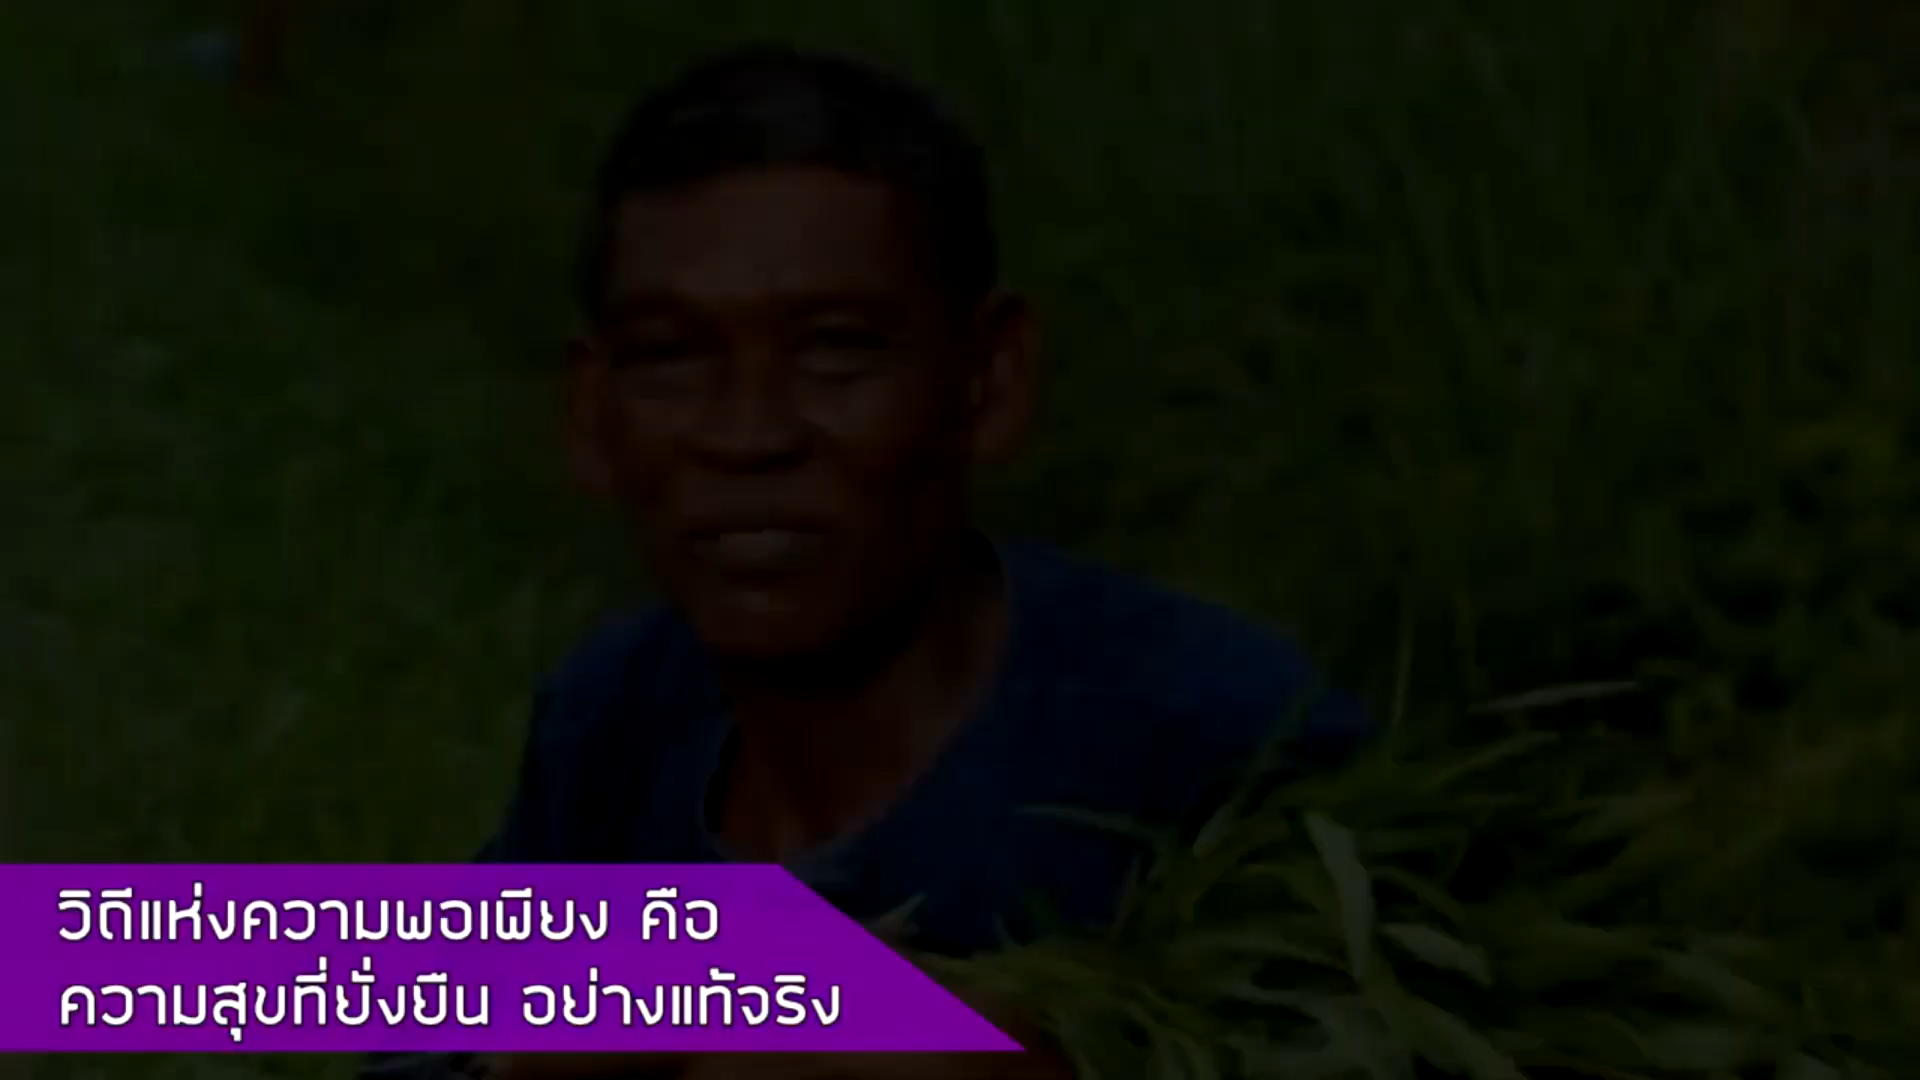 วิถีแห่งความพอเพียง คือ
ความสุขที่ยั่งยืน อย่างแท้จริง